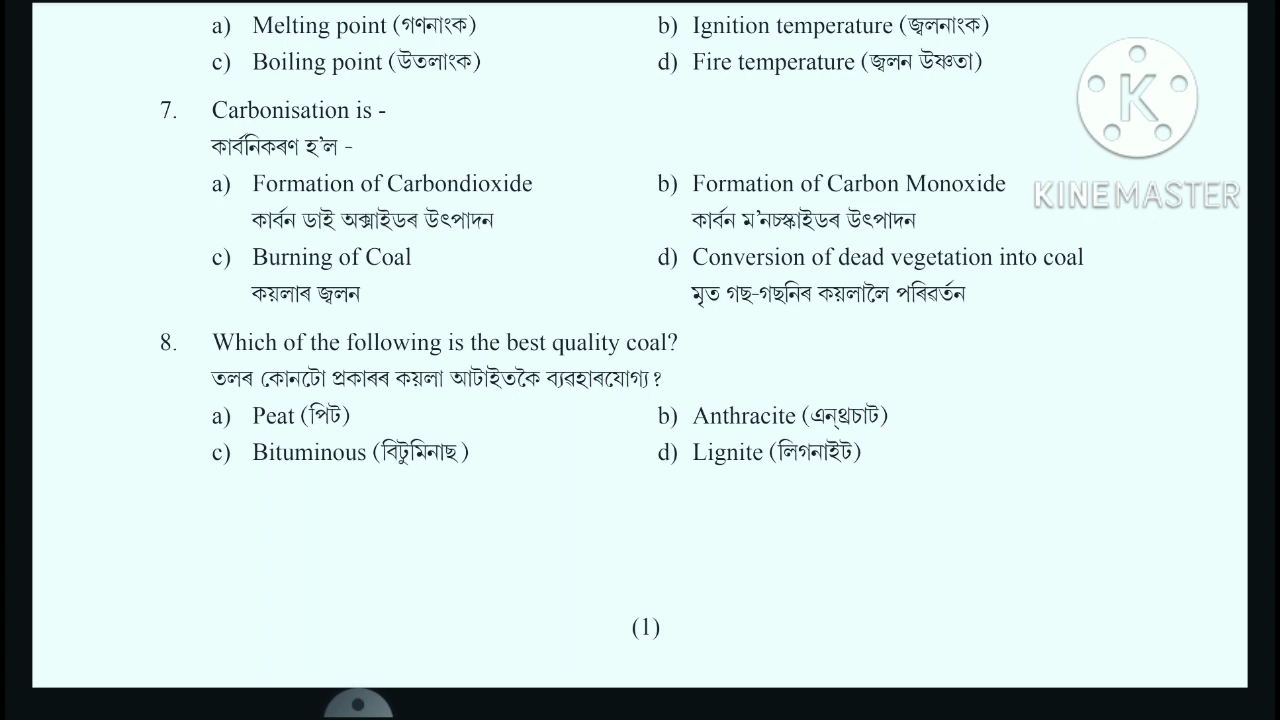 a) Melting point (গণনাংক) b) Ignition temperature (জ্বলনাংক)
c) Boiling point (উতলাংক) d) Fire temperature (জ্বলন উষ্ণতা)
7. Carbonisation is -
কাৰ্বনিকৰণ হ'ল -
a) Formation of Carbondioxide b) Formation of Carbon Monoxide
কাৰ্বন ডাই অক্সাইডৰ উৎপাদন কাৰ্বন ম'নচস্কাইডৰ উৎপাদন
c) Burning of Coal d) Conversion of dead vegetation into coal
কয়লাৰ জ্বলন মৃত গছ-গছনিৰ কয়লালৈ পৰিৱৰ্তন
8. Which of the following is the best quality coal?
তলৰ কোনটো প্ৰকাৰৰ কয়লা আটাইতকৈ ব্যৱহাৰযোগ্য?
a) Peat (পিট) b) Anthracite (এন্থ্ৰচাট)
c) Bituminous (বিটুমিনাছ) d) Lignite (লিগনাইট)
(1)
K
KINEMASTER